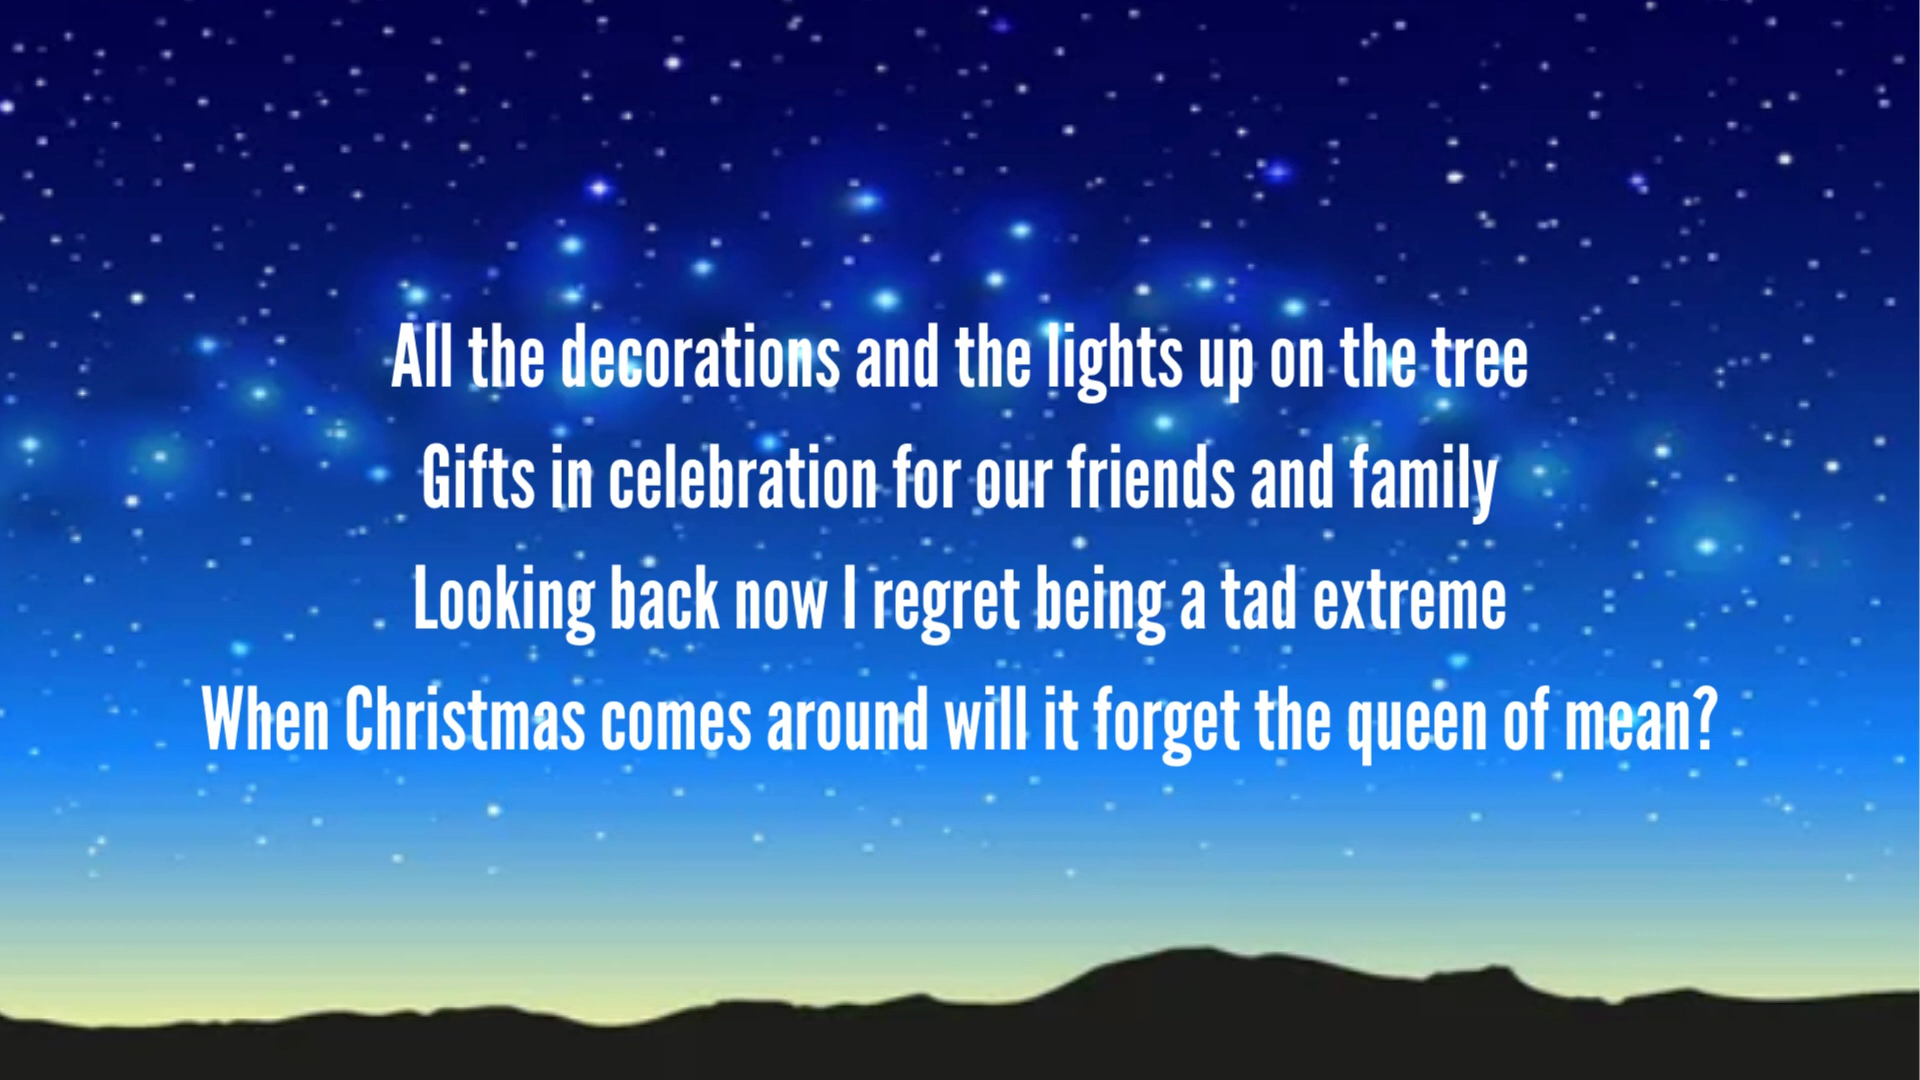 All the decorations and the lights up on the tree
Gifts in celebration for our friends and family
Looking back now I regret being a tad extreme
When Christmas comes around will it forget the queen of mean?